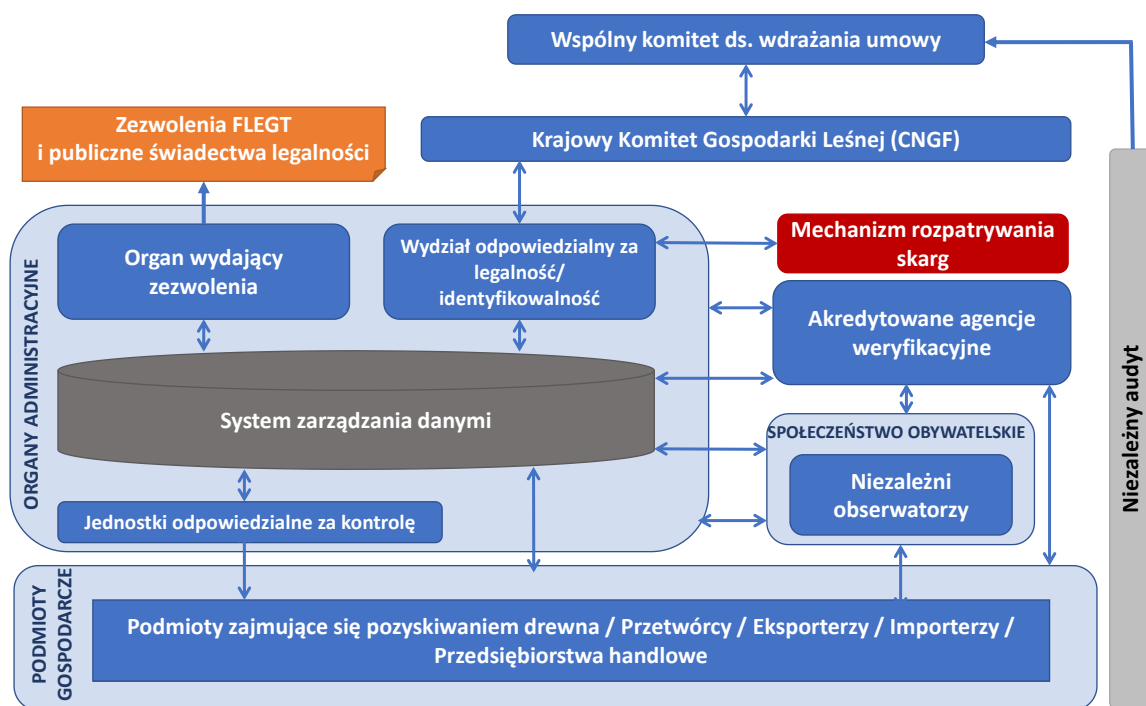 Wspólny komitet ds. wdrażania umowy
Zezwolenia FLEGT
i publiczne świadectwa legalności
Krajowy Komitet Gospodarki Leśnej (CNGF)
ORGANY ADMINISTRACYJNE
Organ wydający
zezwolenia
Wydział odpowiedzialny za
legalność/
identyfikowalność
Mechanizm rozpatrywania
skarg
Akredytowane agencje
weryfikacyjne
System zarządzania danymi
SPOŁECZEŃSTWO OBYWATELSKIE
Niezależni
obserwatorzy
Jednostki odpowiedzialne za kontrolę
Niezależny audyt
PODMIOTY
GOSPODARCZE
Podmioty zajmujące się pozyskiwaniem drewna / Przetwórcy / Eksporterzy / Importerzy /
Przedsiębiorstwa handlowe